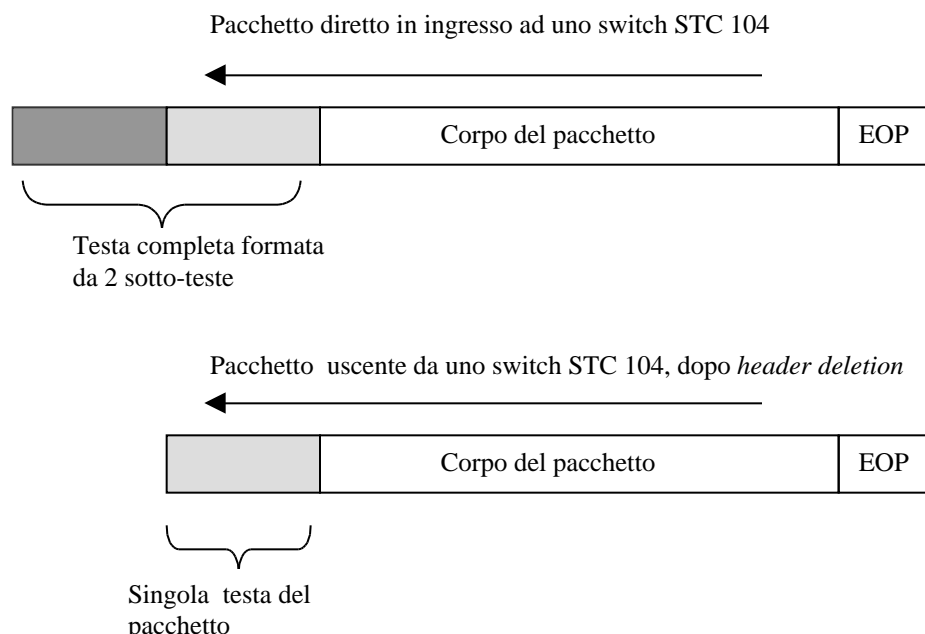 Pacchetto diretto in ingresso ad uno switch STC 104
Corpo del pacchetto EOP
Testa completa formata
da 2 sotto-teste
Pacchetto uscente da uno switch STC 104, dopo header deletion
Corpo del pacchetto EOP
Singola testa del
pacchetto